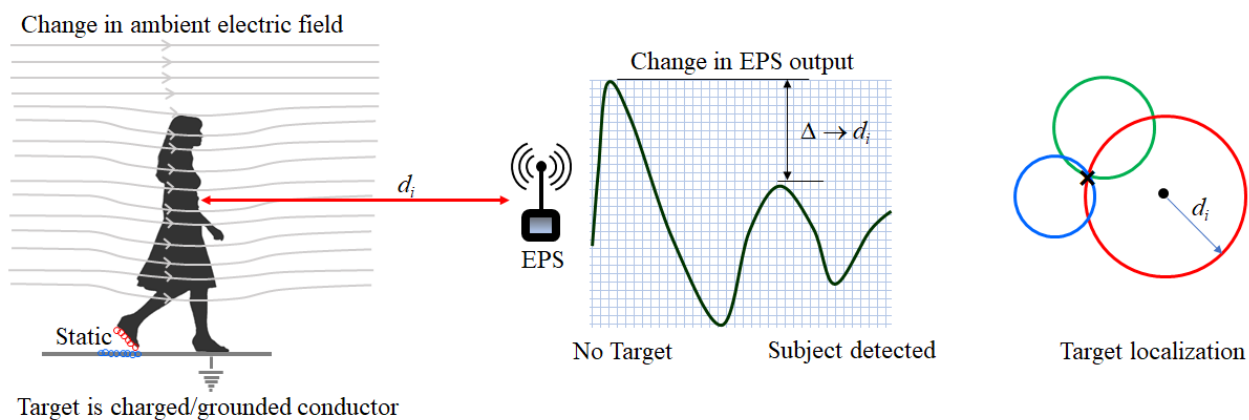 Change in ambient electric field
d_i
Static
Target is charged/grounded conductor
EPS
Change in EPS output
Δ → d_i
No Target
Subject detected
d_i
Target localization